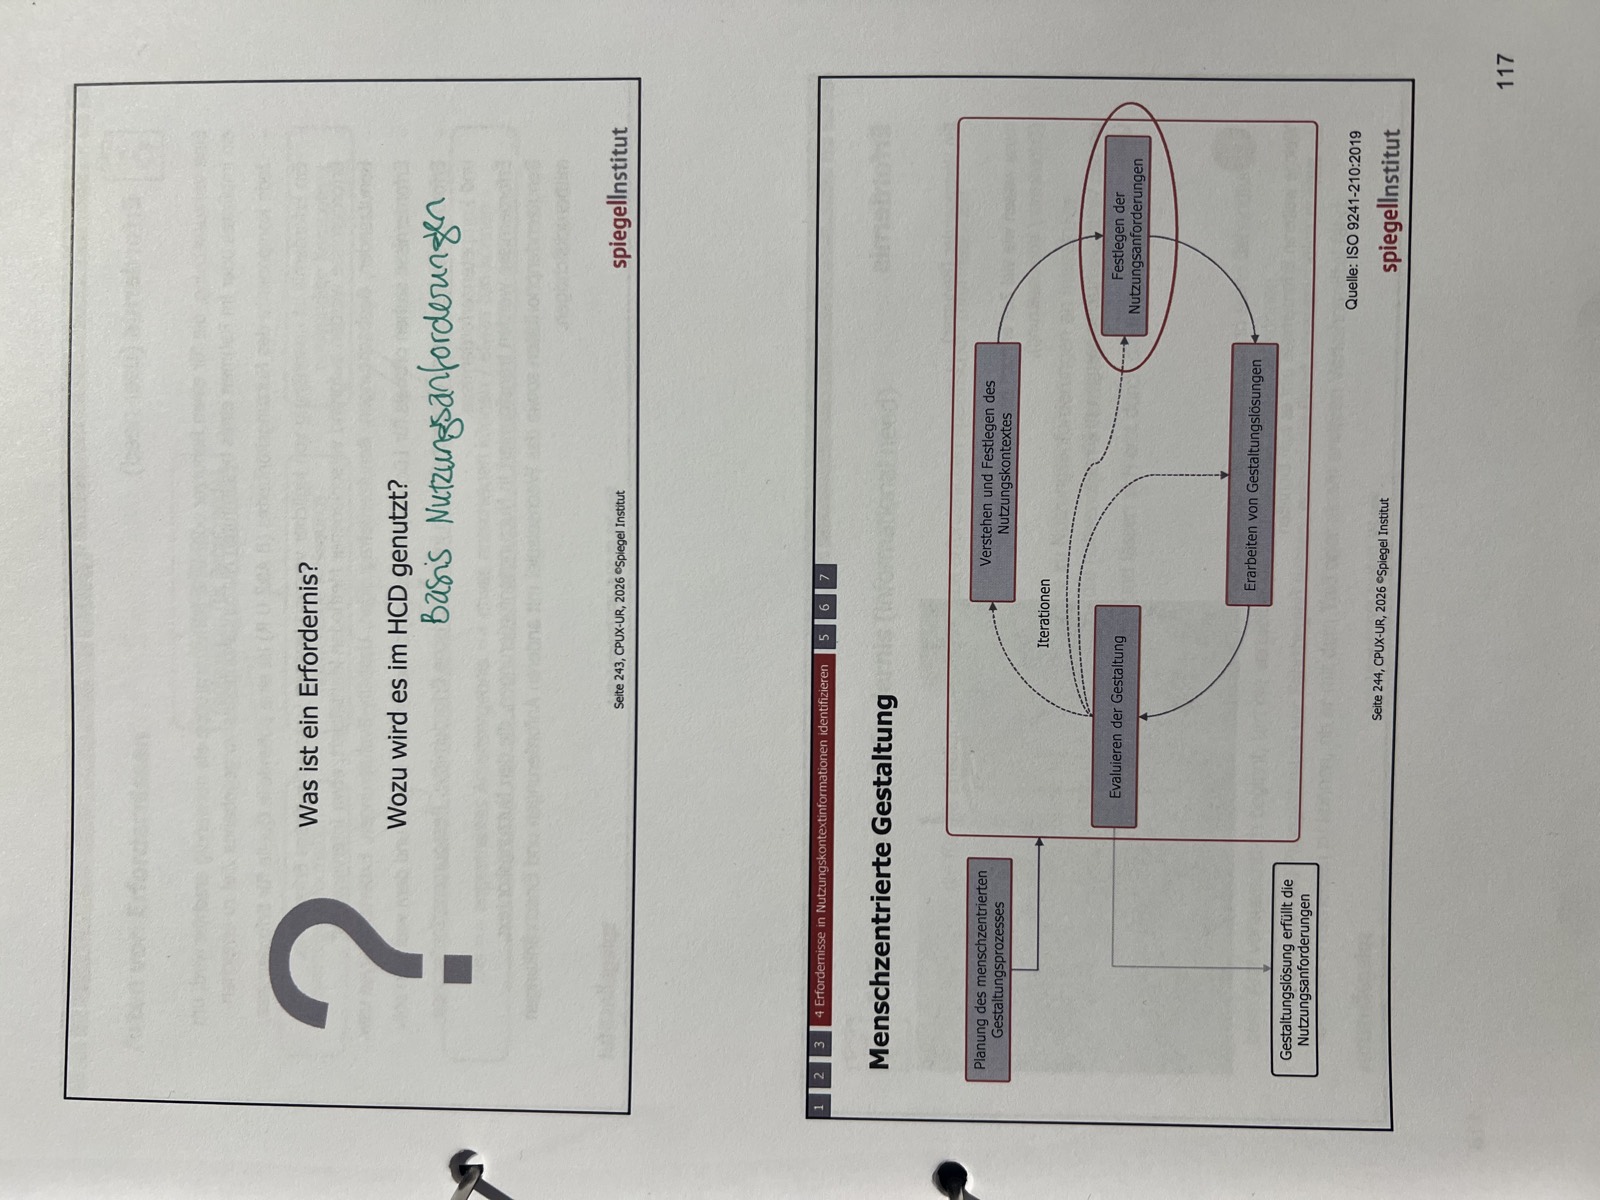 Was ist ein Erfordernis?
Wozu wird es im HCD genutzt?
Basis Nutzungsanforderungen
Seite 243, CPUX-UR, 2026 ©Spiegel Institut
spiegelInstitut
1 2 3 4 Erfordernisse in Nutzungskontextinformationen identifizieren 5 6 7
Menschzentrierte Gestaltung
Planung des menschzentrierten
Gestaltungsprozesses
Verstehen und Festlegen des
Nutzungskontextes
Iterationen
Evaluieren der Gestaltung
Festlegen der
Nutzungsanforderungen
Erarbeiten von Gestaltungslösungen
Gestaltungslösung erfüllt die
Nutzungsanforderungen
Quelle: ISO 9241-210:2019
Seite 244, CPUX-UR, 2026 ©Spiegel Institut
spiegelInstitut
117